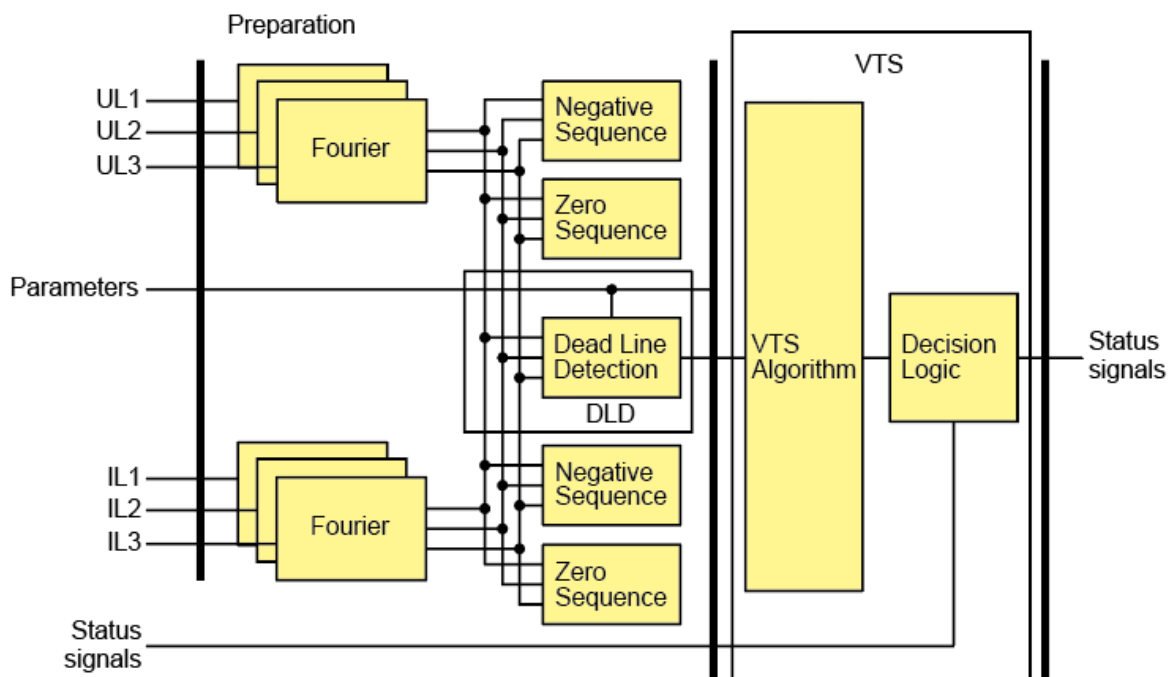 Preparation
VTS
UL1
UL2
UL3
Fourier
Negative
Sequence
Zero
Sequence
Parameters
Dead Line
Detection
DLD
VTS
Algorithm
Decision
Logic
Status
signals
IL1
IL2
IL3
Fourier
Negative
Sequence
Zero
Sequence
Status
signals